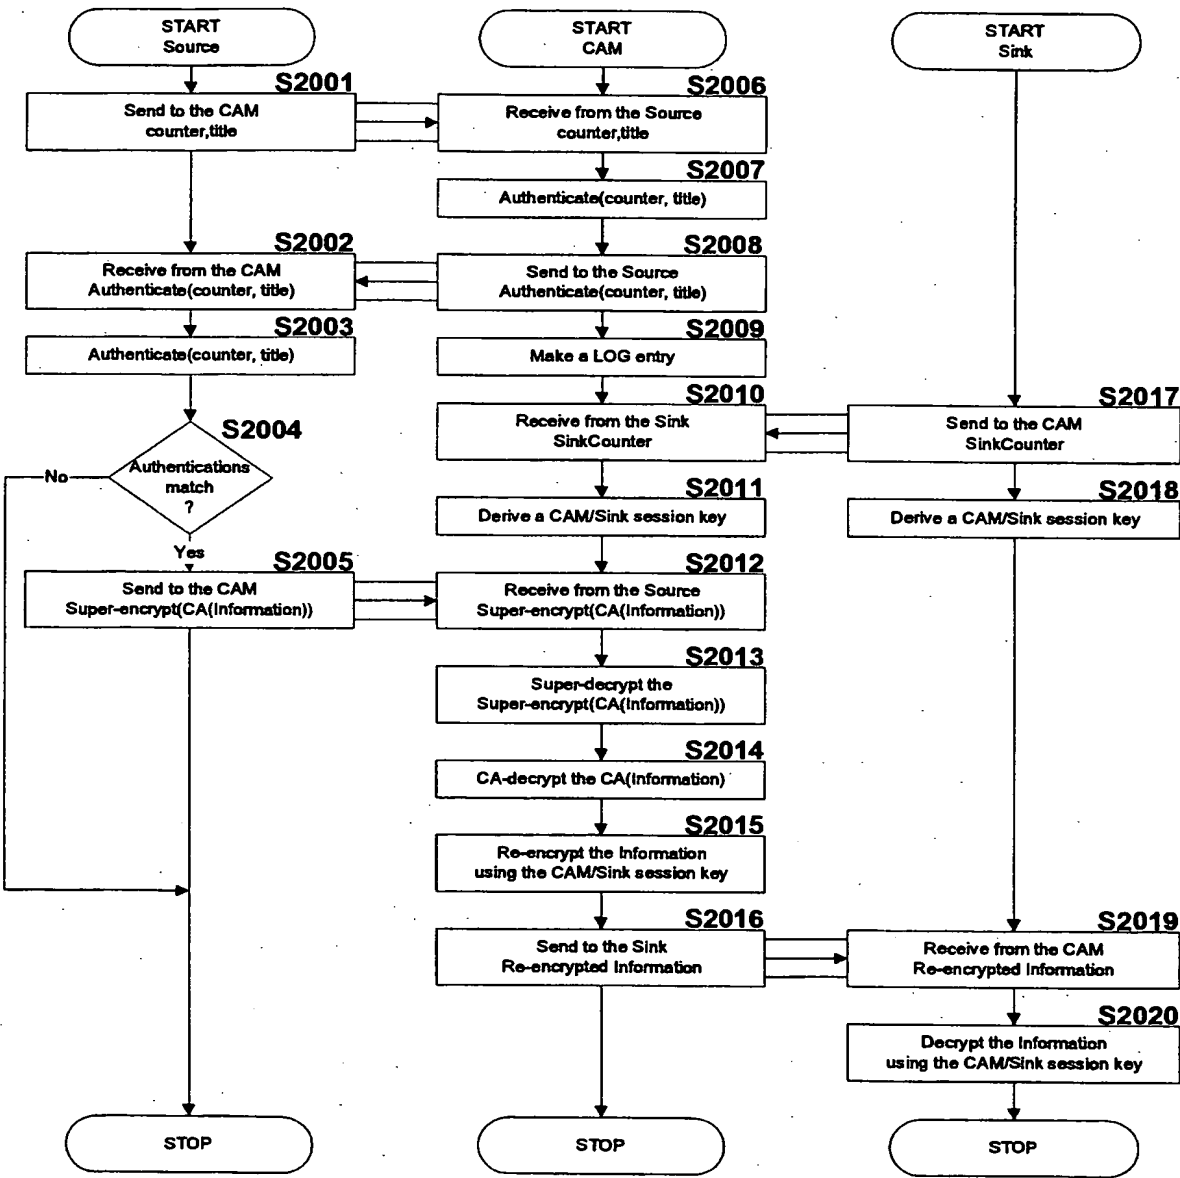 START
Source
S2001
Send to the CAM
counter,title
S2002
Receive from the CAM
Authenticate(counter, title)
S2003
Authenticate(counter, title)
S2004
Authentications
match
?
No
Yes
S2005
Send to the CAM
Super-encrypt(CA(Information))
STOP
START
CAM
S2006
Receive from the Source
counter,title
S2007
Authenticate(counter, title)
S2008
Send to the Source
Authenticate(counter, title)
S2009
Make a LOG entry
S2010
Receive from the Sink
SinkCounter
S2011
Derive a CAM/Sink session key
S2012
Receive from the Source
Super-encrypt(CA(Information))
S2013
Super-decrypt the
Super-encrypt(CA(Information))
S2014
CA-decrypt the CA(Information)
S2015
Re-encrypt the Information
using the CAM/Sink session key
S2016
Send to the Sink
Re-encrypted Information
STOP
START
Sink
S2017
Send to the CAM
SinkCounter
S2018
Derive a CAM/Sink session key
S2019
Receive from the CAM
Re-encrypted Information
S2020
Decrypt the Information
using the CAM/Sink session key
STOP